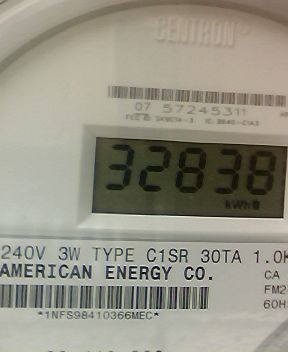 CENTRON
07 57245311
32838
kWh
240V 3W TYPE C1SR 30TA 1.0K
AMERICAN ENERGY CO.
CA
FM2
60H
*1NFS98410366MEC*